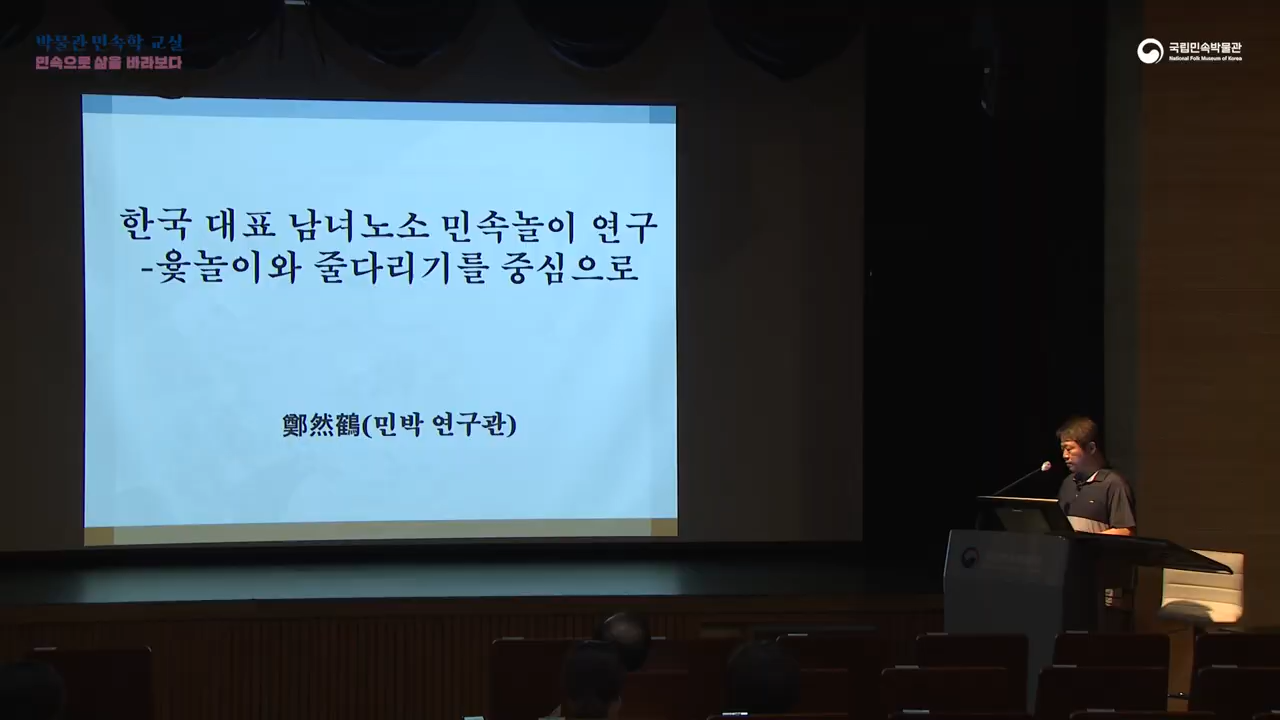 박물관 민속학 교실
민속으로 삶을 바라보다
국립민속박물관
National Folk Museum of Korea
한국 대표 남녀노소 민속놀이 연구
-윷놀이와 줄다리기를 중심으로
鄭然鶴(민박 연구관)